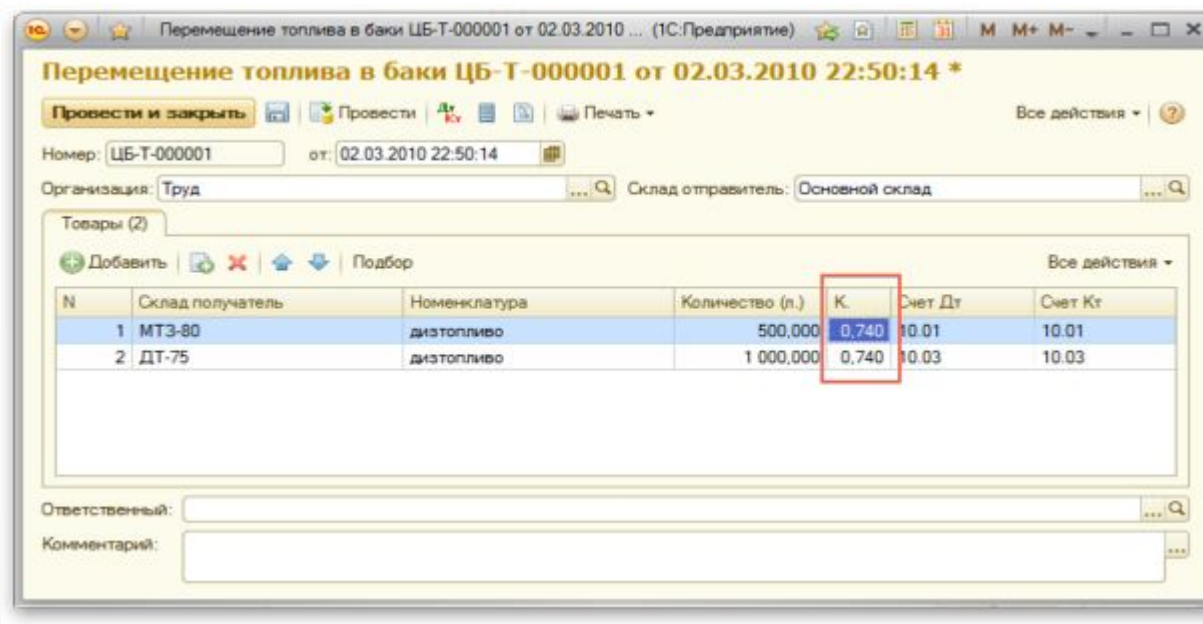 1С Перемещение топлива в баки ЦБ-Т-000001 от 02.03.2010 ... (1С:Предприятие) 31 M M+ M-
Перемещение топлива в баки ЦБ-Т-000001 от 02.03.2010 22:50:14 *
Провести и закрыть Провести Дт Кт Печать Все действия ?
Номер: ЦБ-Т-000001 от: 02.03.2010 22:50:14
Организация: Труд ... Склад отправитель: Основной склад ...
Товары (2)
Добавить Подбор Все действия
N Склад получатель Номенклатура Количество (л.) К. Счет Дт Счет Кт
1 МТЗ-80 дизтопливо 500,000 0,740 10.01 10.01
2 ДТ-75 дизтопливо 1 000,000 0,740 10.03 10.03
Ответственный: ...
Комментарий: ...